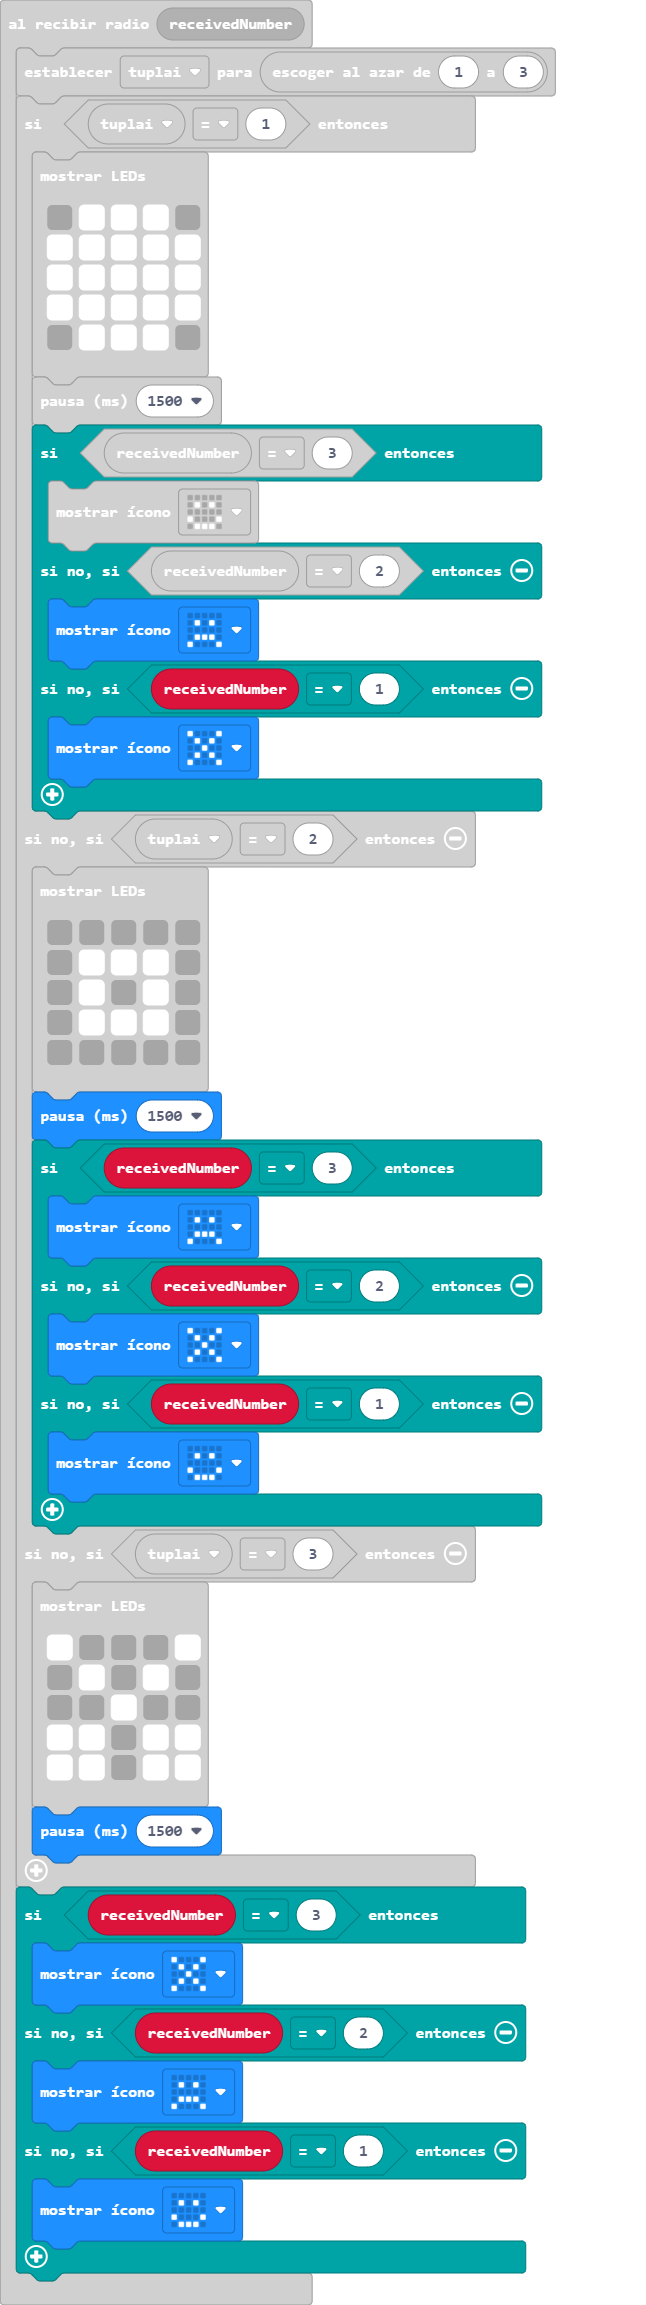 al recibir radio receivedNumber
establecer tuplai para escoger al azar de 1 a 3
si tuplai = 1 entonces
mostrar LEDs
pausa (ms) 1500
si receivedNumber = 3 entonces
mostrar ícono
si no, si receivedNumber = 2 entonces
mostrar ícono
si no, si receivedNumber = 1 entonces
mostrar ícono
si no, si tuplai = 2 entonces
mostrar LEDs
pausa (ms) 1500
si receivedNumber = 3 entonces
mostrar ícono
si no, si receivedNumber = 2 entonces
mostrar ícono
si no, si receivedNumber = 1 entonces
mostrar ícono
si no, si tuplai = 3 entonces
mostrar LEDs
pausa (ms) 1500
si receivedNumber = 3 entonces
mostrar ícono
si no, si receivedNumber = 2 entonces
mostrar ícono
si no, si receivedNumber = 1 entonces
mostrar ícono